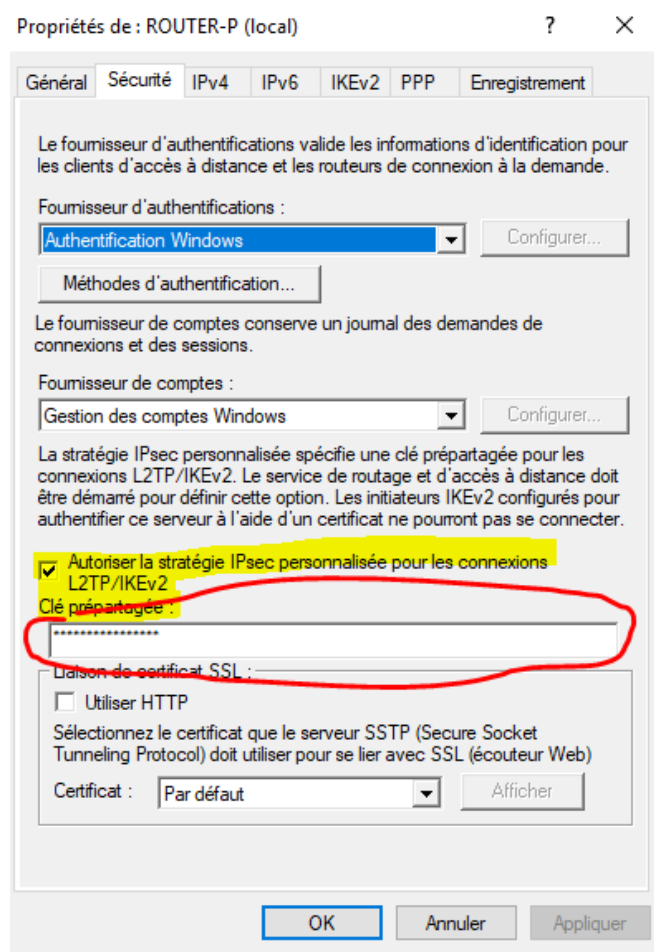 Propriétés de : ROUTER-P (local)
? ×
Général Sécurité IPv4 IPv6 IKEv2 PPP Enregistrement
Le fournisseur d'authentifications valide les informations d'identification pour
les clients d'accès à distance et les routeurs de connexion à la demande.
Fournisseur d'authentifications :
Authentification Windows
Configurer...
Méthodes d'authentification...
Le fournisseur de comptes conserve un journal des demandes de
connexions et des sessions.
Fournisseur de comptes :
Gestion des comptes Windows
Configurer...
La stratégie IPsec personnalisée spécifie une clé prépartagée pour les
connexions L2TP/IKEv2. Le service de routage et d'accès à distance doit
être démarré pour définir cette option. Les initiateurs IKEv2 configurés pour
authentifier ce serveur à l'aide d'un certificat ne pourront pas se connecter.
Autoriser la stratégie IPsec personnalisée pour les connexions
L2TP/IKEv2
Clé prépartagée :
****************
Liaison de certificat SSL :
Utiliser HTTP
Sélectionnez le certificat que le serveur SSTP (Secure Socket
Tunneling Protocol) doit utiliser pour se lier avec SSL (écouteur Web)
Certificat :
Par défaut
Afficher
OK
Annuler
Appliquer